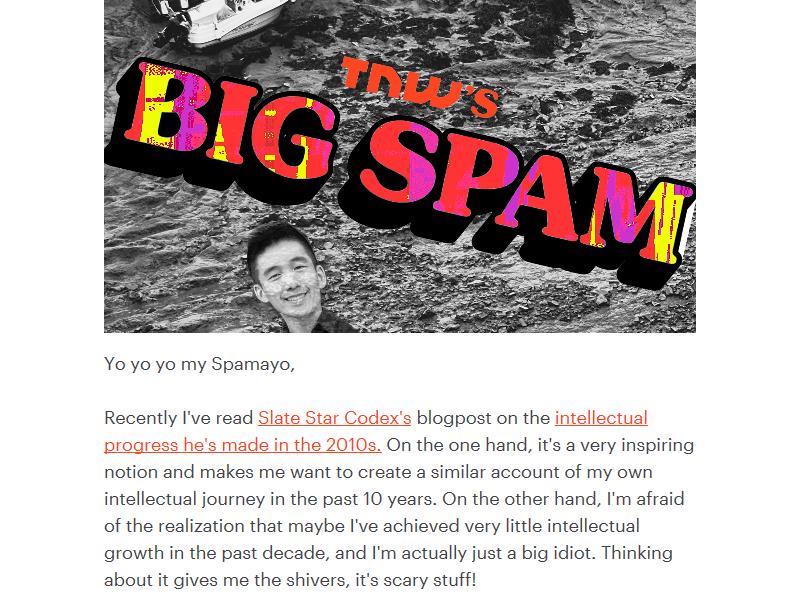 TNW's
BIG SPAM
Yo yo yo my Spamayo,
Recently I've read Slate Star Codex's blogpost on the intellectual
progress he's made in the 2010s. On the one hand, it's a very inspiring
notion and makes me want to create a similar account of my own
intellectual journey in the past 10 years. On the other hand, I'm afraid
of the realization that maybe I've achieved very little intellectual
growth in the past decade, and I'm actually just a big idiot. Thinking
about it gives me the shivers, it's scary stuff!